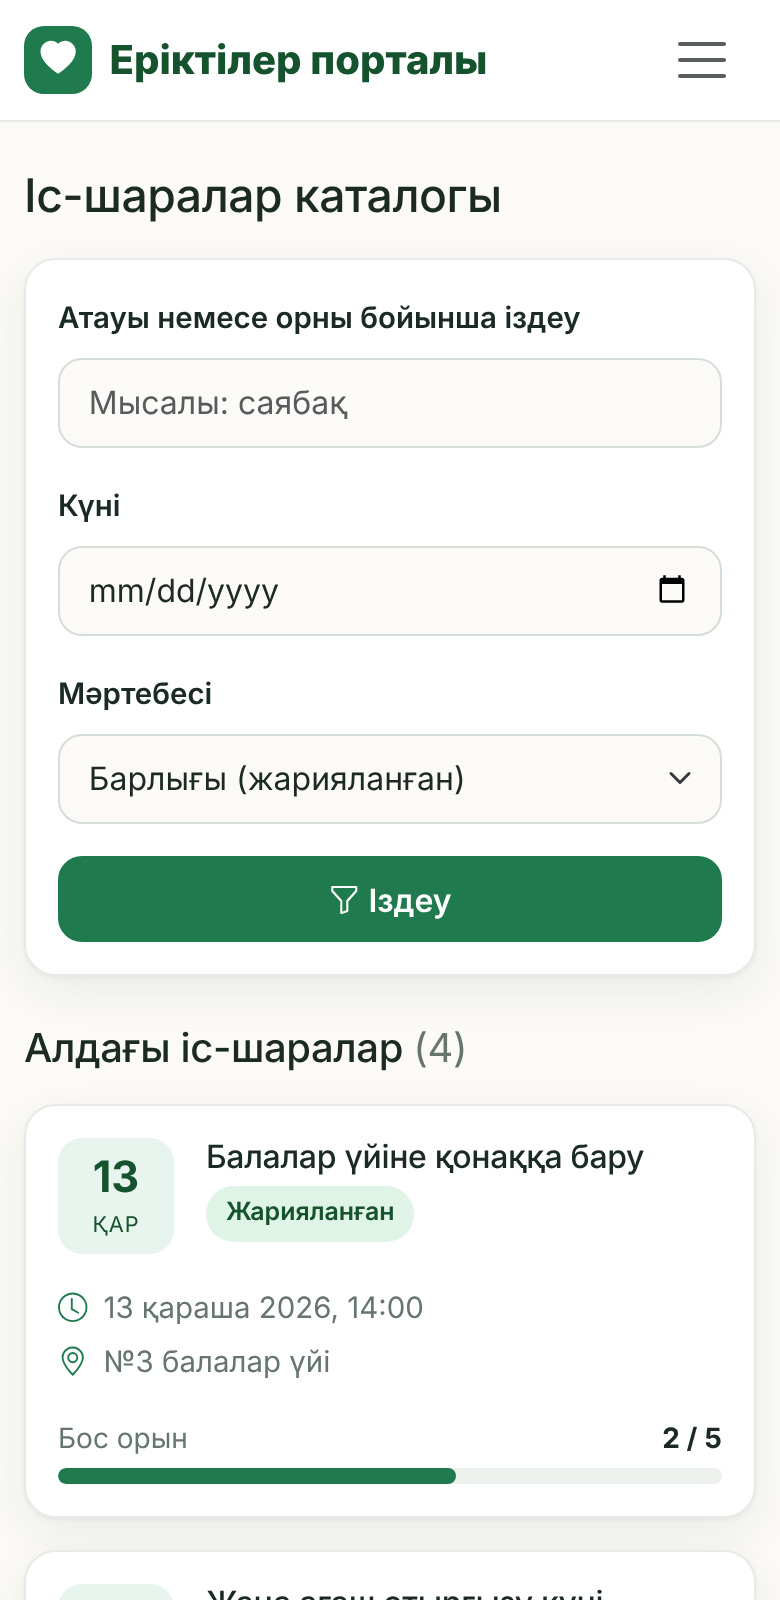 Еріктілер порталы
Іс-шаралар каталогы
Атауы немесе орны бойынша іздеу
Мысалы: саябақ
Күні
mm/dd/yyyy
Мәртебесі
Барлығы (жарияланған)
Іздеу
Алдағы іс-шаралар (4)
13
ҚАР
Балалар үйіне қонаққа бару
Жарияланған
13 қараша 2026, 14:00
№3 балалар үйі
Бос орын
2 / 5